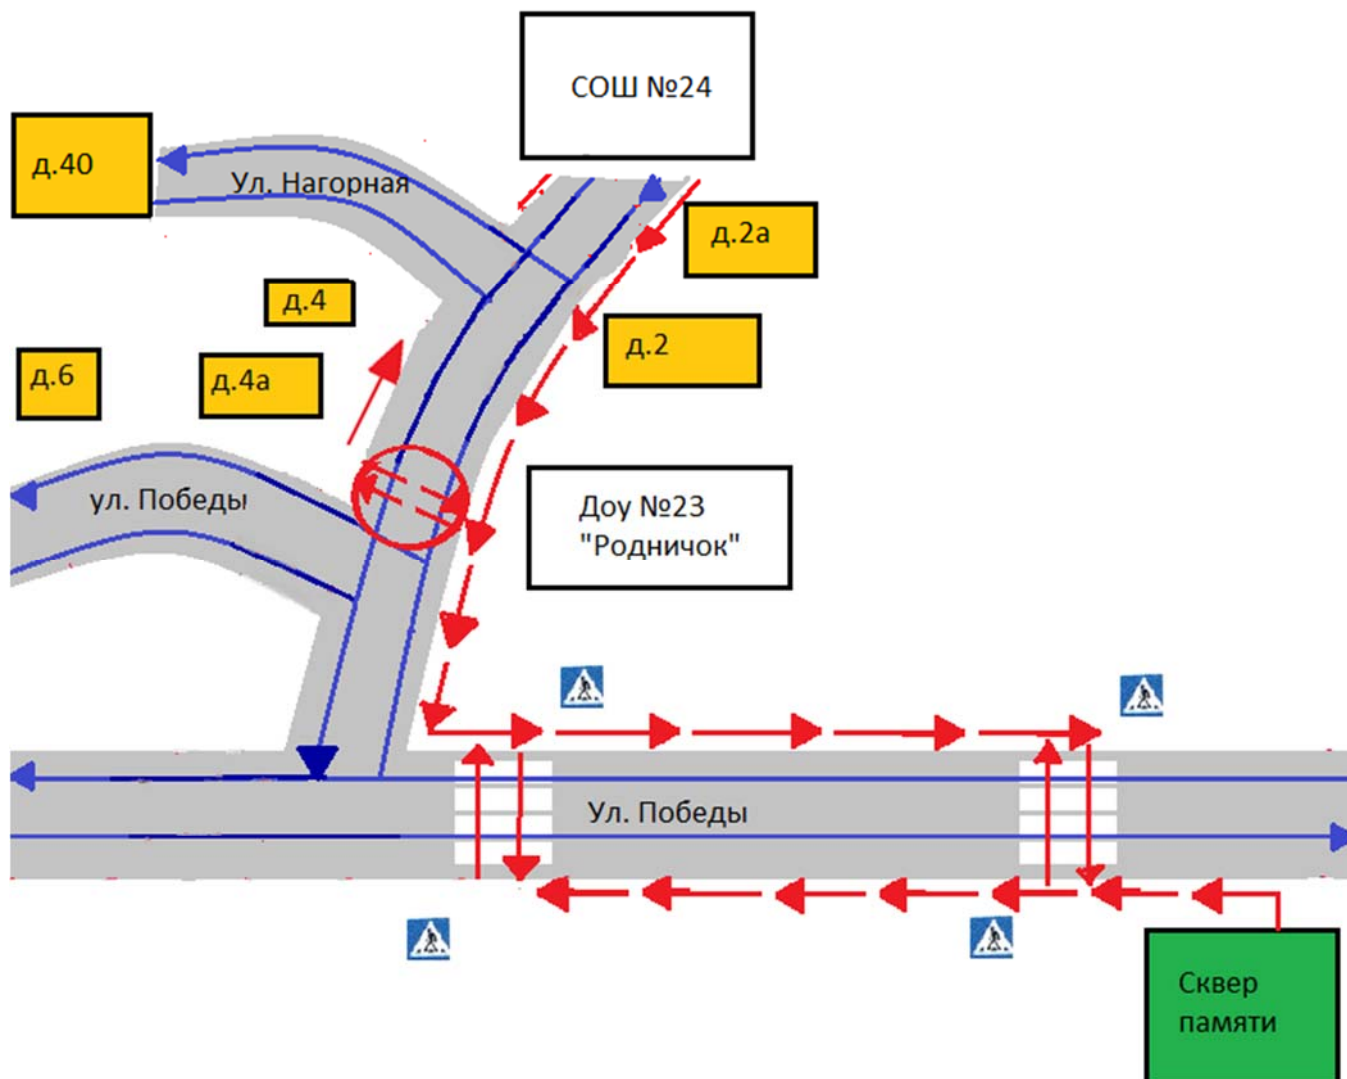 СОШ №24
д.40
Ул. Нагорная
д.2а
д.4
д.2
д.6
д.4а
ул. Победы
Доу №23
"Родничок"
Ул. Победы
Сквер
памяти